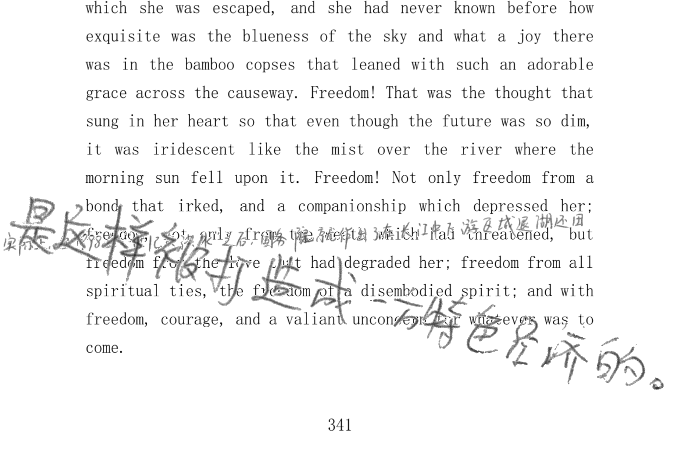 which she was escaped, and she had never known before how
exquisite was the blueness of the sky and what a joy there
was in the bamboo copses that leaned with such an adorable
grace across the causeway. Freedom! That was the thought that
sung in her heart so that even though the future was so dim,
it was iridescent like the mist over the river where the
morning sun fell upon it. Freedom! Not only freedom from a
bond that irked, and a companionship which depressed her;
freedom, not only from the death which had threatened, but
freedom from the love that had degraded her; freedom from all
spiritual ties, the freedom of a disembodied spirit; and with
freedom, courage, and a valiant unconcern for whatever was to
come.
是这样被打造成一方特色经济的。
341